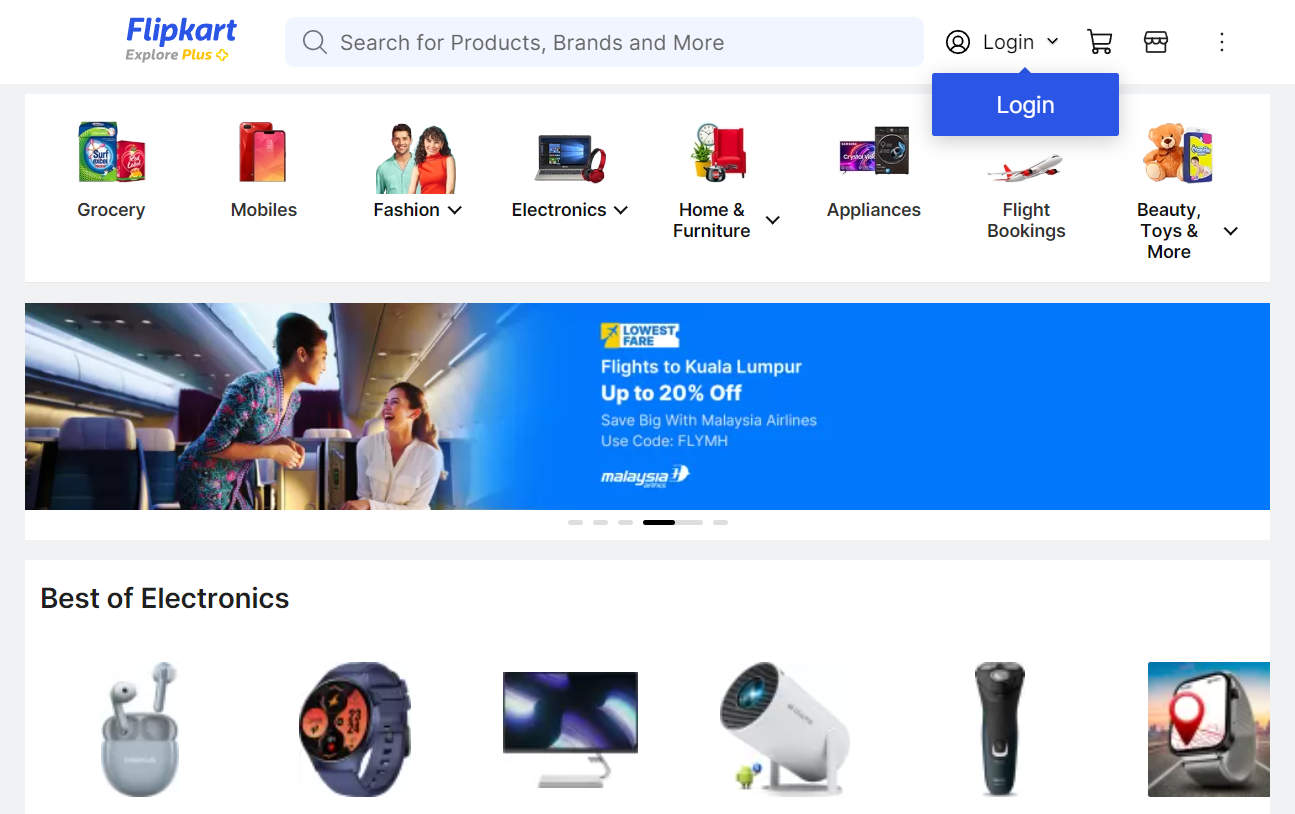 Flipkart
Explore Plus
Search for Products, Brands and More
Login
Login
Surf excel
Grocery
Mobiles
Fashion
Electronics
Home &
Furniture
Appliances
Flight
Bookings
Beauty,
Toys &
More
LOWEST
FARE
Flights to Kuala Lumpur
Up to 20% Off
Save Big With Malaysia Airlines
Use Code: FLYMH
malaysia
airlines
Best of Electronics